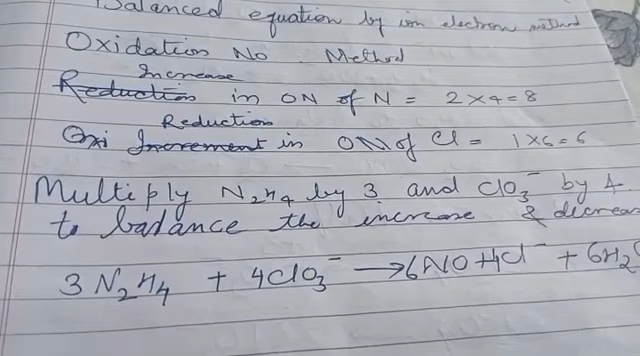 Balanced equation by ion electron method
Oxidation No. Method
Increase
Reduction in ON of N = 2×4=8
Reduction
Oxi Increment in ON of Cl = 1×6=6
Multiply N₂H₄ by 3 and ClO₃⁻ by 4
to balance the increase & decreas
3 N₂H₄ + 4ClO₃⁻ → 6NO + 4Cl⁻ + 6H₂O